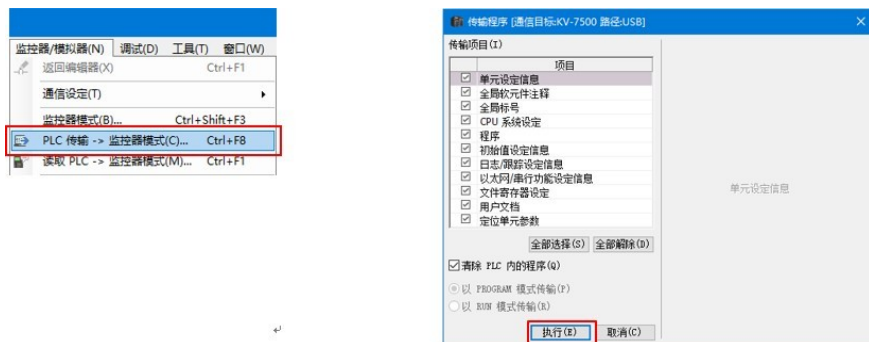 监控器/模拟器(N) 调试(D) 工具(T) 窗口(W)
返回编辑器(X) Ctrl+F1
通信设定(T)
监控器模式(B)... Ctrl+Shift+F3
PLC 传输 -> 监控器模式(C)... Ctrl+F8
读取 PLC -> 监控器模式(M)... Ctrl+F1
传输程序 [通信目标:KV-7500 路径:USB]
传输项目(I)
项目
单元设定信息
全局软元件注释
全局标号
CPU 系统设定
程序
初始值设定信息
日志/跟踪设定信息
以太网/串行功能设定信息
文件寄存器设定
用户文档
定位单元参数
全部选择(S) 全部解除(D)
清除 PLC 内的程序(Q)
以 PROGRAM 模式传输(P)
以 RUN 模式传输(R)
执行(E) 取消(C)
单元设定信息